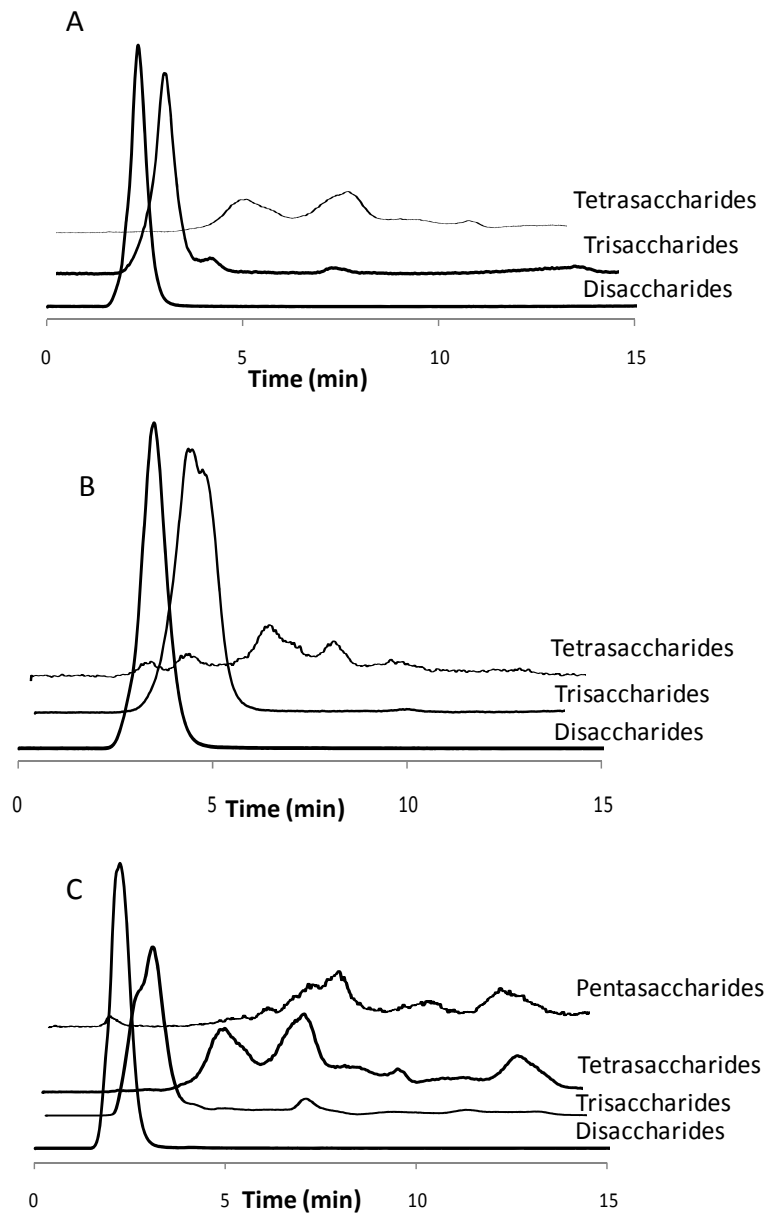 A
Tetrasaccharides
Trisaccharides
Disaccharides
0 5 10 15
Time (min)
B
Tetrasaccharides
Trisaccharides
Disaccharides
0 5 10 15
Time (min)
C
Pentasaccharides
Tetrasaccharides
Trisaccharides
Disaccharides
0 5 10 15
Time (min)